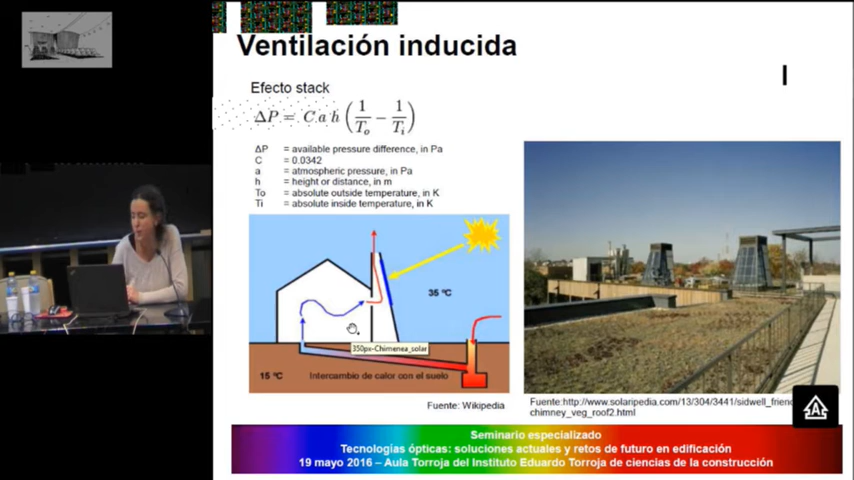 Ventilación inducida
Efecto stack
ΔP = C a h (1/To − 1/Ti)
ΔP = available pressure difference, in Pa
C = 0.0342
a = atmospheric pressure, in Pa
h = height or distance, in m
To = absolute outside temperature, in K
Ti = absolute inside temperature, in K
35 ºC
350px-Chimenea_solar
15 ºC Intercambio de calor con el suelo
Fuente: Wikipedia
Fuente:http://www.solaripedia.com/13/304/3441/sidwell_frien
chimney_veg_roof2.html
Seminario especializado
Tecnologías ópticas: soluciones actuales y retos de futuro en edificación
19 mayo 2016 – Aula Torroja del Instituto Eduardo Torroja de ciencias de la construcción